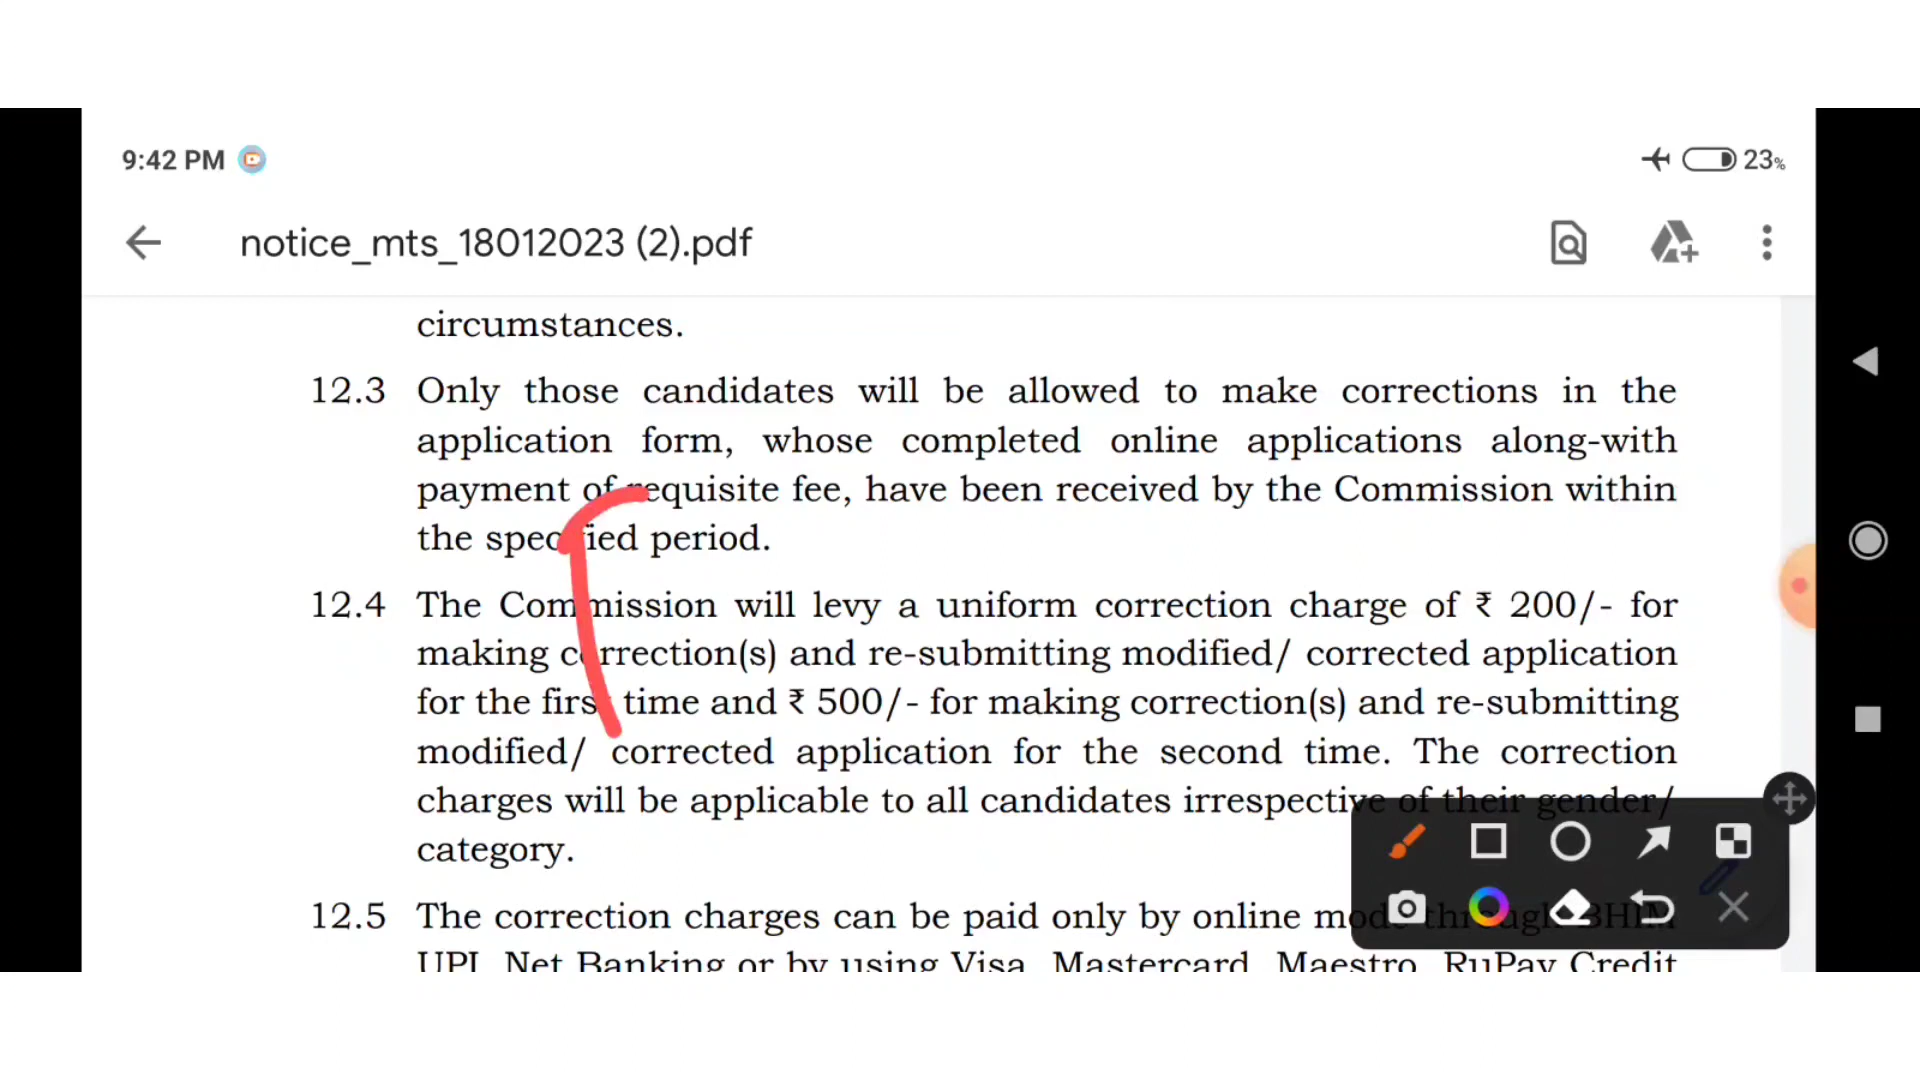 9:42 PM
23%
notice_mts_18012023 (2).pdf
circumstances.
12.3 Only those candidates will be allowed to make corrections in the
application form, whose completed online applications along-with
payment of requisite fee, have been received by the Commission within
the specified period.
12.4 The Commission will levy a uniform correction charge of ₹ 200/- for
making correction(s) and re-submitting modified/ corrected application
for the first time and ₹ 500/- for making correction(s) and re-submitting
modified/ corrected application for the second time. The correction
charges will be applicable to all candidates irrespective of their gender/
category.
12.5 The correction charges can be paid only by online mode through BHIM
UPI, Net Banking or by using Visa, Mastercard, Maestro, RuPay Credit